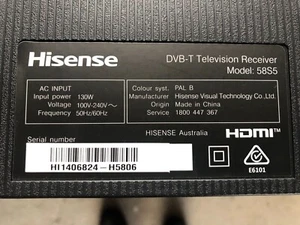 Hisense
DVB-T Television Receiver
Model: 58S5
AC INPUT
Input power 130W
Voltage 100V-240V~
Frequency 50Hz/60Hz
Colour syst. PAL B
Manufacturer Hisense Visual Technology Co.,Ltd.
Origin Made in China
Service 1800 447 367
Serial number
HISENSE Australia
HDMI™
HI1406824-H5806
E6101